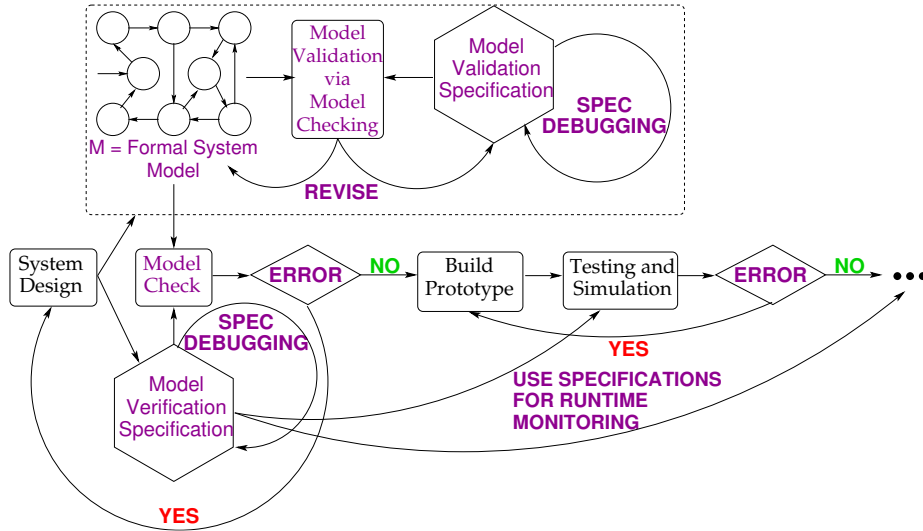 Model
Validation
via
Model
Checking
Model
Validation
Specification
SPEC
DEBUGGING
M = Formal System
Model
REVISE
System
Design
Model
Check
ERROR
NO
Build
Prototype
Testing and
Simulation
ERROR
NO
SPEC
DEBUGGING
YES
Model
Verification
Specification
USE SPECIFICATIONS
FOR RUNTIME
MONITORING
YES